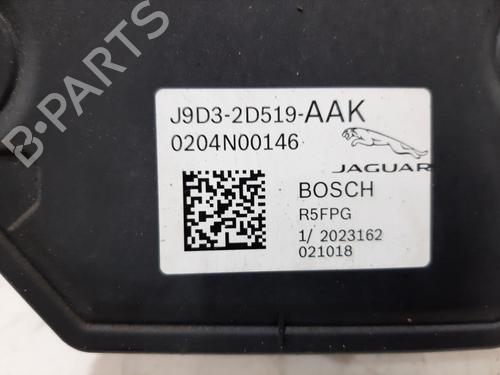 J9D3-2D519-AAK
0204N00146
JAGUAR
BOSCH
R5FPG
1/ 2023162
021018
B-PARTS